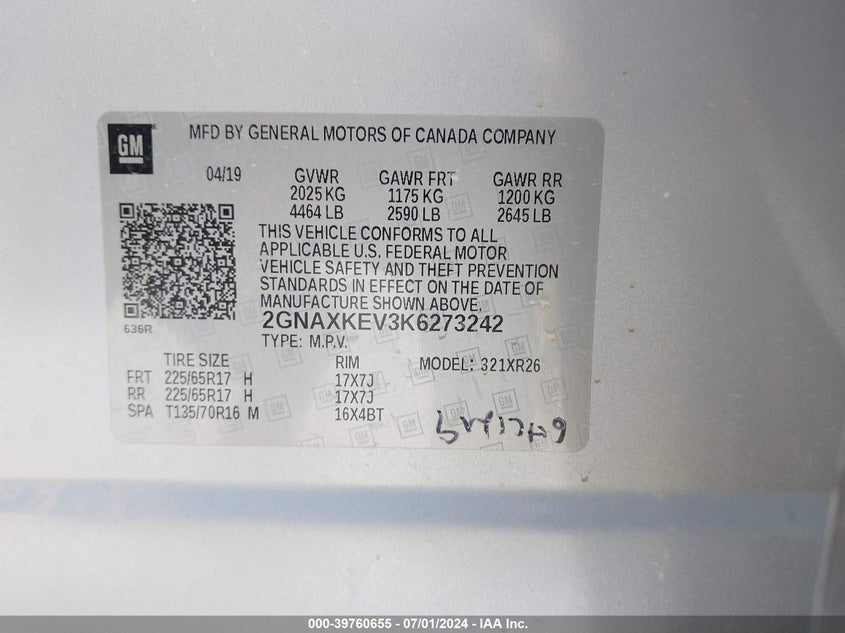 GM
MFD BY GENERAL MOTORS OF CANADA COMPANY
04/19 GVWR GAWR FRT GAWR RR
2025 KG 1175 KG 1200 KG
4464 LB 2590 LB 2645 LB
THIS VEHICLE CONFORMS TO ALL
APPLICABLE U.S. FEDERAL MOTOR
VEHICLE SAFETY AND THEFT PREVENTION
STANDARDS IN EFFECT ON THE DATE OF
MANUFACTURE SHOWN ABOVE.
636R
2GNAXKEV3K6273242
TYPE: M.P.V.
TIRE SIZE RIM MODEL: 321XR26
FRT 225/65R17 H 17X7J
RR 225/65R17 H 17X7J
SPA T135/70R16 M 16X4BT
000-39760655 - 07/01/2024 - IAA Inc.